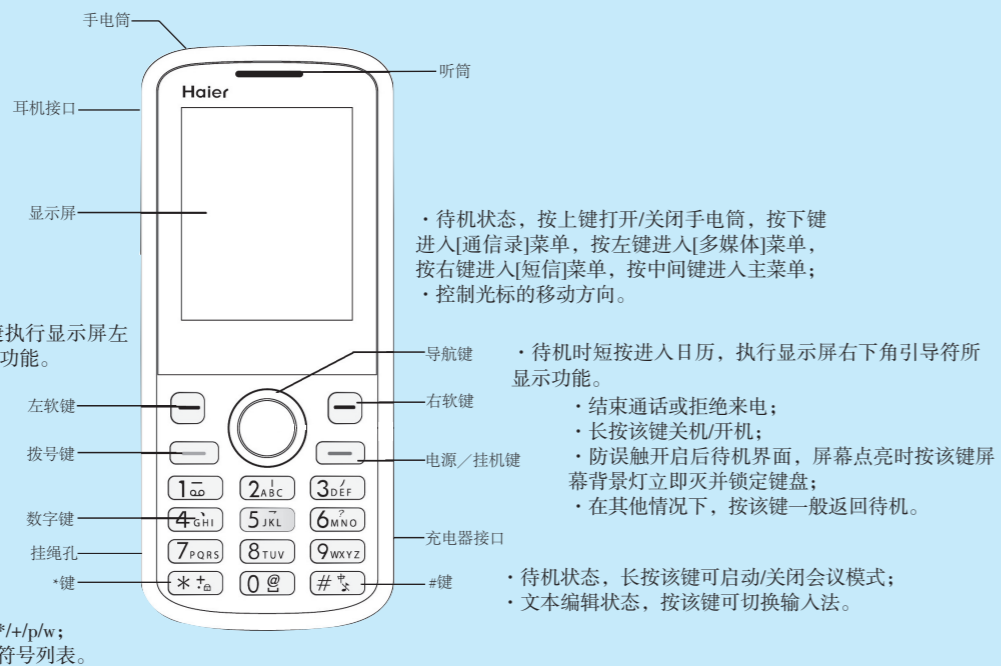 手电筒
听筒
耳机接口
Haier
显示屏
·待机状态，按上键打开/关闭手电筒，按下键
进入[通信录]菜单，按左键进入[多媒体]菜单，
按右键进入[短信]菜单，按中间键进入主菜单；
·控制光标的移动方向。
执行显示屏左
功能。
导航键
·待机时短按进入日历，执行显示屏右下角引导符所
显示功能。
左软键
右软键
·结束通话或拒绝来电；
·长按该键关机/开机；
·防误触开启后待机界面，屏幕点亮时按该键屏
幕背景灯立即灭并锁定键盘；
·在其他情况下，按该键一般返回待机。
拨号键
电源／挂机键
1
2ABC
3DEF
数字键
4GHI
5JKL
6MNO
挂绳孔
7PQRS
8TUV
9WXYZ
充电器接口
*键
* +
0 @
#
#键
·待机状态，长按该键可启动/关闭会议模式；
·文本编辑状态，按该键可切换输入法。
*/+/p/w；
符号列表。